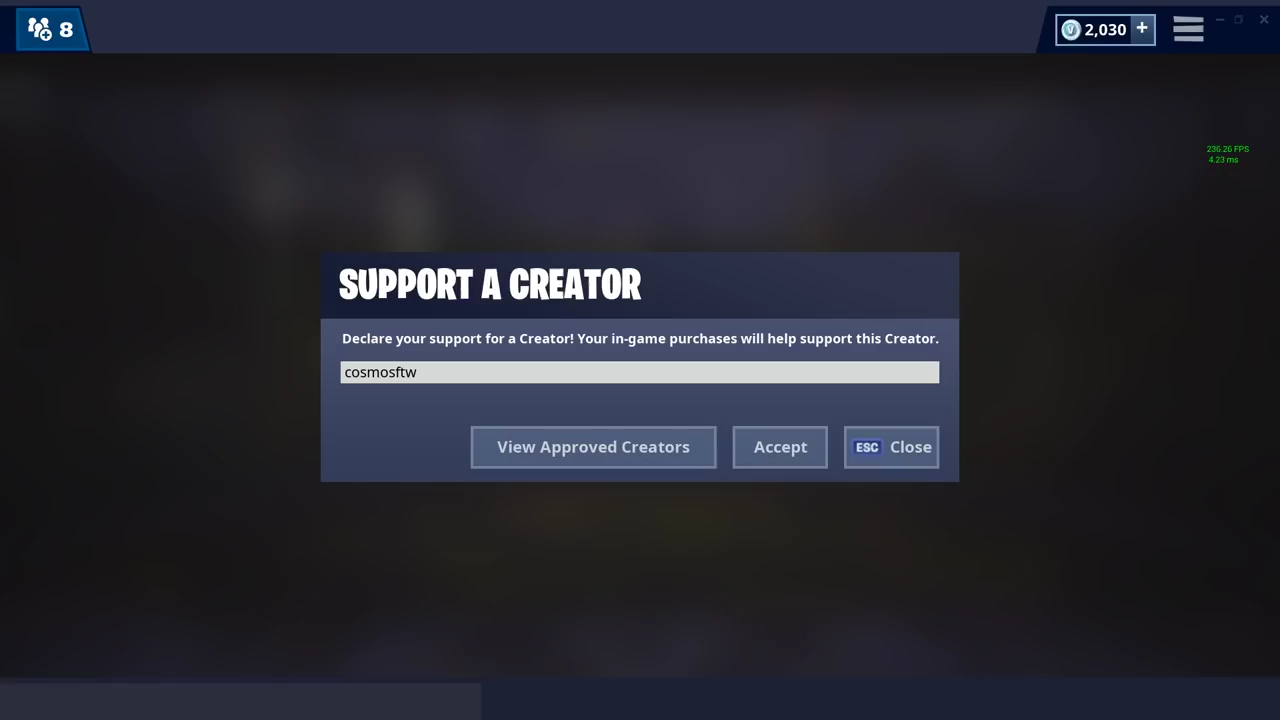 8
2,030 +
236.26 FPS
4.23 ms
SUPPORT A CREATOR
Declare your support for a Creator! Your in-game purchases will help support this Creator.
cosmosftw
View Approved Creators
Accept
ESC Close